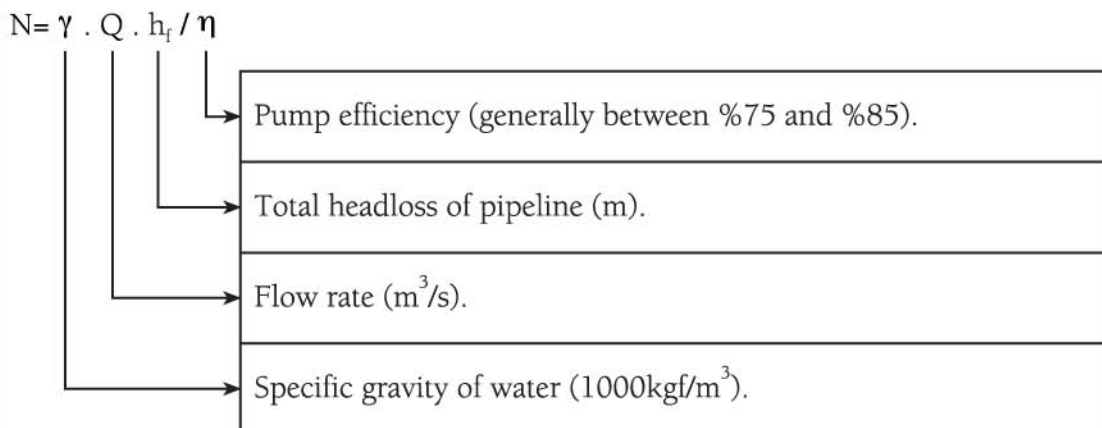 N= γ . Q . hf / η
Pump efficiency (generally between %75 and %85).
Total headloss of pipeline (m).
Flow rate (m³/s).
Specific gravity of water (1000kgf/m³).